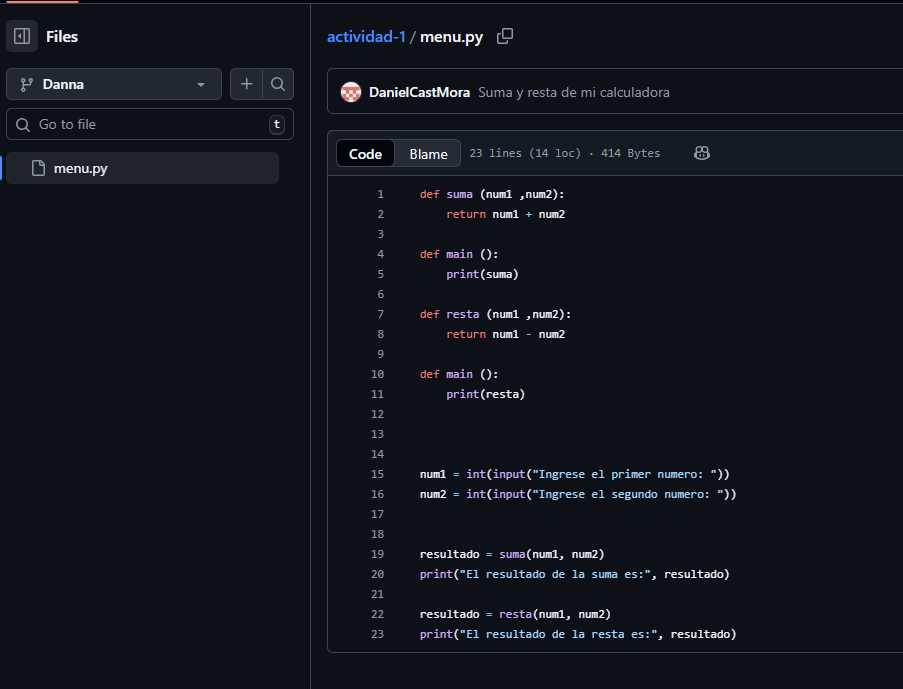 Files
Danna
Go to file
t
menu.py
actividad-1 / menu.py
DanielCastMora Suma y resta de mi calculadora
Code Blame 23 lines (14 loc) · 414 Bytes
1 def suma (num1 ,num2):
2     return num1 + num2
3
4 def main ():
5     print(suma)
6
7 def resta (num1 ,num2):
8     return num1 - num2
9
10 def main ():
11     print(resta)
12
13
14
15 num1 = int(input("Ingrese el primer numero: "))
16 num2 = int(input("Ingrese el segundo numero: "))
17
18
19 resultado = suma(num1, num2)
20 print("El resultado de la suma es:", resultado)
21
22 resultado = resta(num1, num2)
23 print("El resultado de la resta es:", resultado)